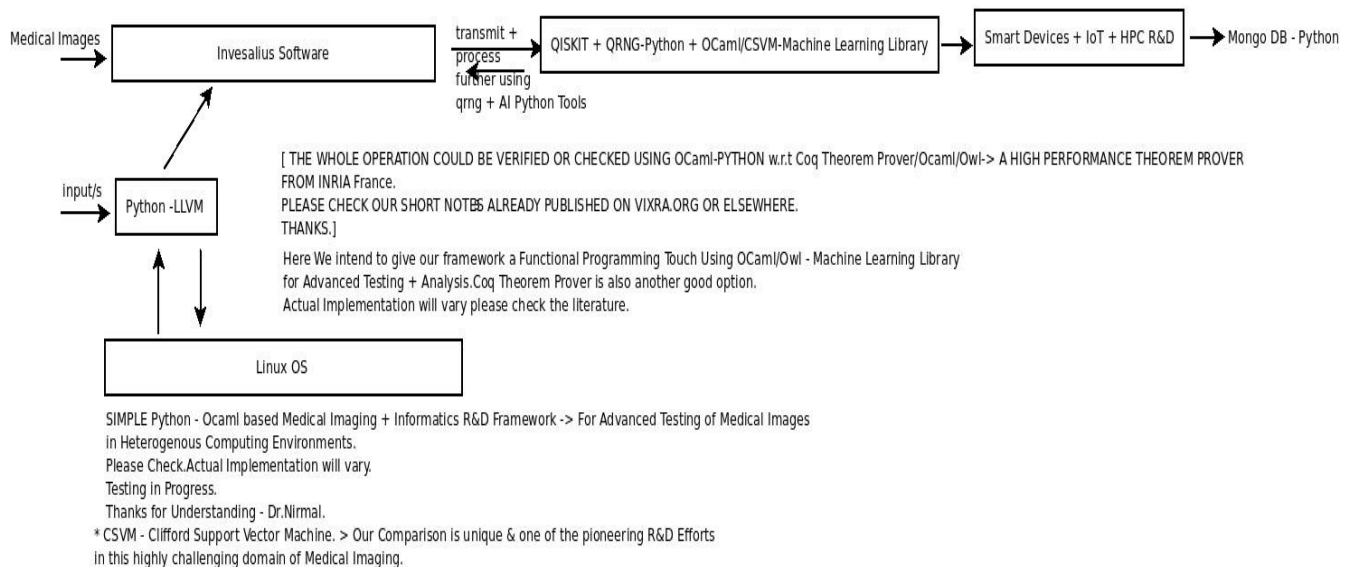 Medical Images
Invesalius Software
transmit +
process
further using
qrng + AI Python Tools
QISKIT + QRNG-Python + OCaml/CSVM-Machine Learning Library
Smart Devices + IoT + HPC R&D
Mongo DB - Python
[ THE WHOLE OPERATION COULD BE VERIFIED OR CHECKED USING OCaml-PYTHON w.r.t Coq Theorem Prover/Ocaml/Owl-> A HIGH PERFORMANCE THEOREM PROVER
FROM INRIA France.
PLEASE CHECK OUR SHORT NOTES ALREADY PUBLISHED ON VIXRA.ORG OR ELSEWHERE.
THANKS.]
input/s
Python -LLVM
Here We intend to give our framework a Functional Programming Touch Using OCaml/Owl - Machine Learning Library
for Advanced Testing + Analysis.Coq Theorem Prover is also another good option.
Actual Implementation will vary please check the literature.
Linux OS
SIMPLE Python - Ocaml based Medical Imaging + Informatics R&D Framework -> For Advanced Testing of Medical Images
in Heterogenous Computing Environments.
Please Check.Actual Implementation will vary.
Testing in Progress.
Thanks for Understanding - Dr.Nirmal.
* CSVM - Clifford Support Vector Machine. > Our Comparison is unique & one of the pioneering R&D Efforts
in this highly challenging domain of Medical Imaging.